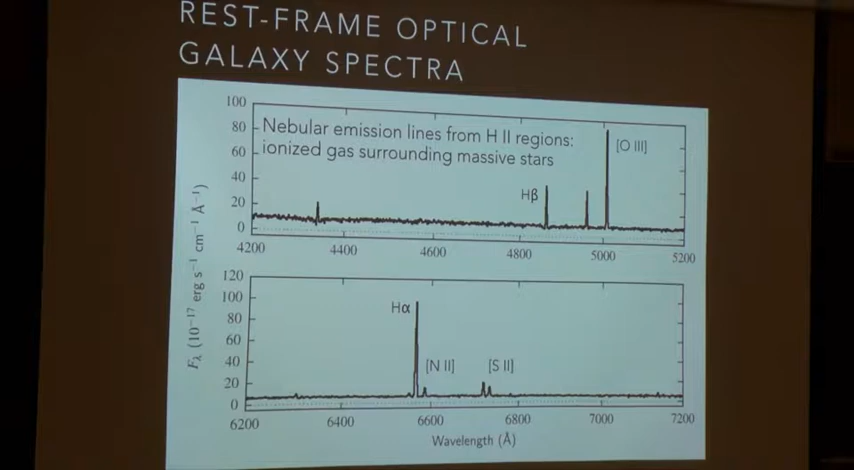 REST-FRAME OPTICAL
GALAXY SPECTRA
100
80
60
40
20
0
Nebular emission lines from H II regions:
ionized gas surrounding massive stars
Hβ
[O III]
4200 4400 4600 4800 5000 5200
120
100
80
60
40
20
0
Hα
[N II]
[S II]
6200 6400 6600 6800 7000 7200
Wavelength (Å)
Fλ (10⁻¹⁷ erg s⁻¹ cm⁻¹ Å⁻¹)